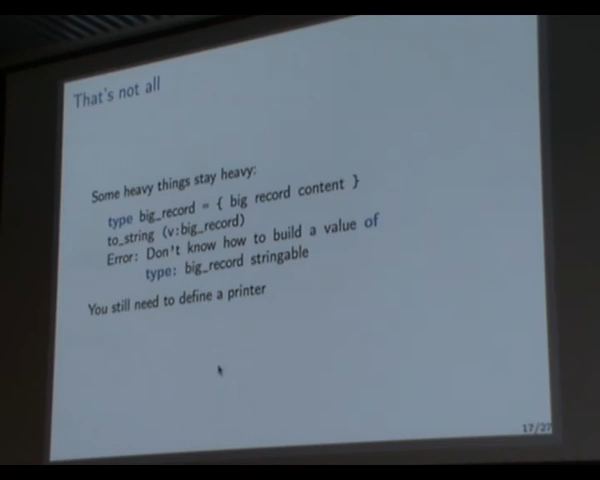 That's not all
Some heavy things stay heavy:
type big_record = { big record content }
to_string (v:big_record)
Error: Don't know how to build a value of
type: big_record stringable
You still need to define a printer
17/27